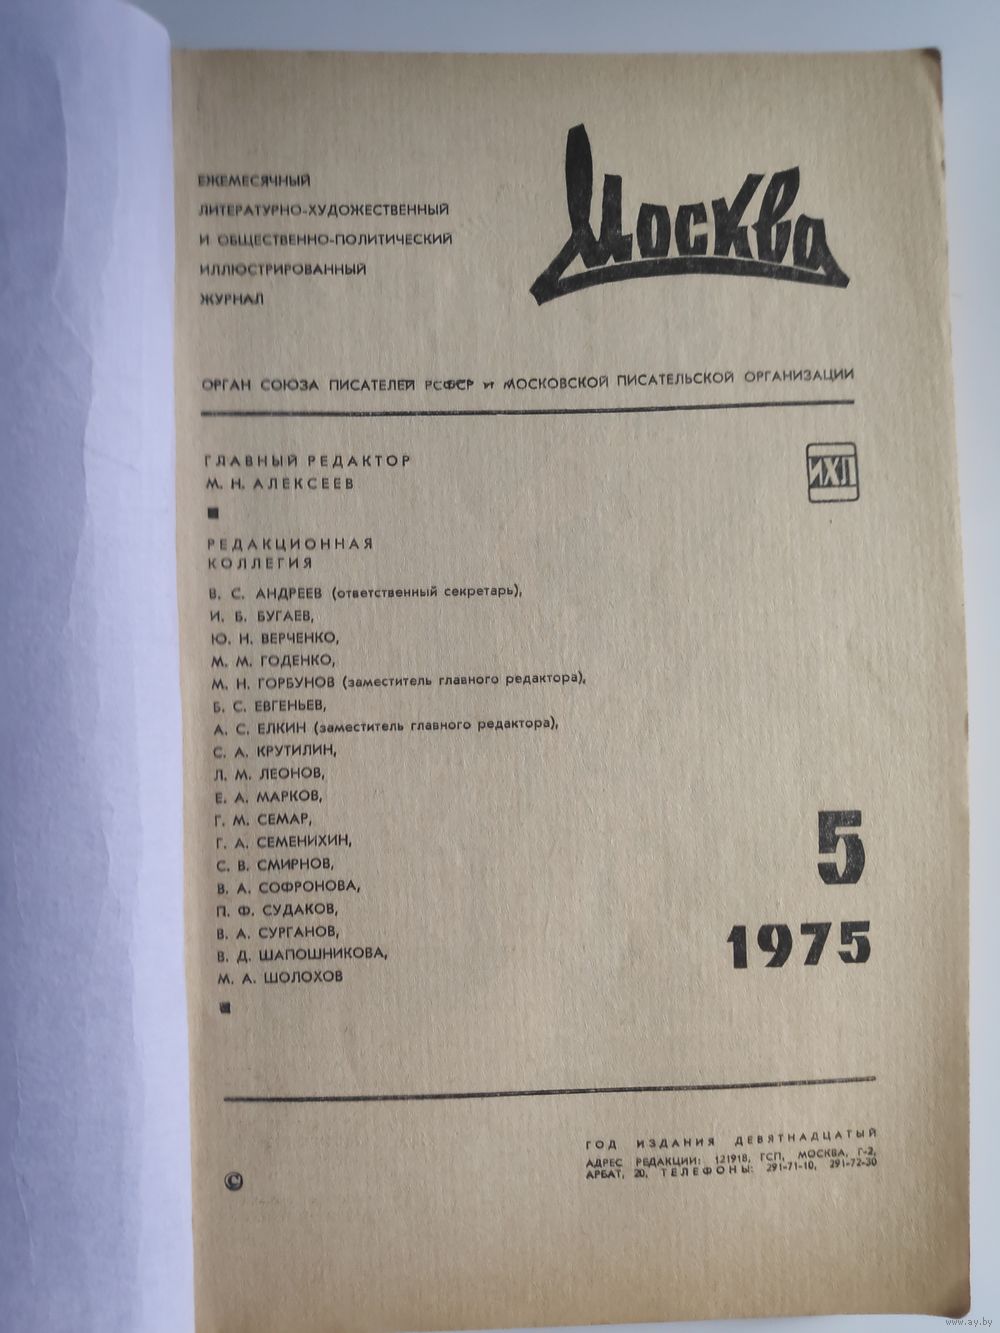 ЕЖЕМЕСЯЧНЫЙ
ЛИТЕРАТУРНО-ХУДОЖЕСТВЕННЫЙ
И ОБЩЕСТВЕННО-ПОЛИТИЧЕСКИЙ
ИЛЛЮСТРИРОВАННЫЙ
ЖУРНАЛ
Москва
ОРГАН СОЮЗА ПИСАТЕЛЕЙ РСФСР И МОСКОВСКОЙ ПИСАТЕЛЬСКОЙ ОРГАНИЗАЦИИ
ГЛАВНЫЙ РЕДАКТОР
М. Н. АЛЕКСЕЕВ
ИХЛ
РЕДАКЦИОННАЯ
КОЛЛЕГИЯ
В. С. АНДРЕЕВ (ответственный секретарь),
И. Б. БУГАЕВ,
Ю. Н. ВЕРЧЕНКО,
М. М. ГОДЕНКО,
М. Н. ГОРБУНОВ (заместитель главного редактора),
Б. С. ЕВГЕНЬЕВ,
А. С. ЕЛКИН (заместитель главного редактора),
С. А. КРУТИЛИН,
Л. М. ЛЕОНОВ,
Е. А. МАРКОВ,
Г. М. СЕМАР,
Г. А. СЕМЕНИХИН,
С. В. СМИРНОВ,
В. А. СОФРОНОВА,
П. Ф. СУДАКОВ,
В. А. СУРГАНОВ,
В. Д. ШАПОШНИКОВА,
М. А. ШОЛОХОВ
5
1975
ГОД ИЗДАНИЯ ДЕВЯТНАДЦАТЫЙ
АДРЕС РЕДАКЦИИ: 121918, ГСП, МОСКВА, Г-2,
АРБАТ, 20, ТЕЛЕФОНЫ: 291-71-10, 291-72-30
©
www.ay.by